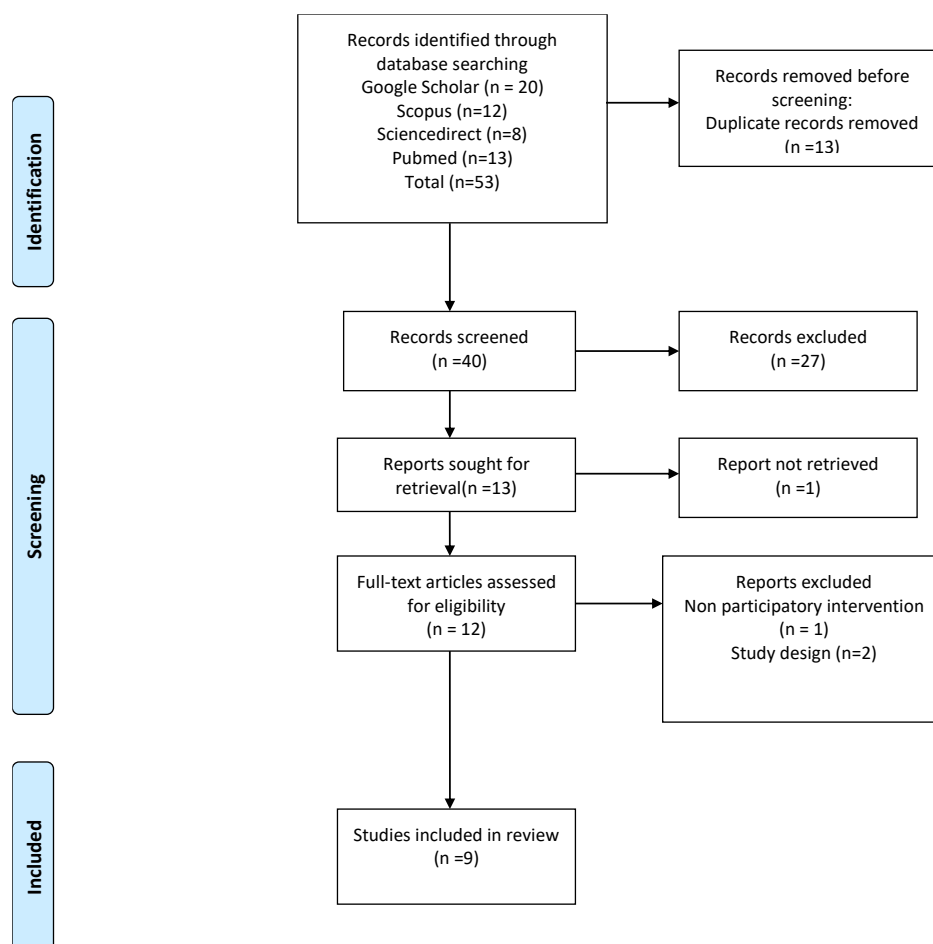 Identification
Records identified through
database searching
Google Scholar (n = 20)
Scopus (n=12)
Sciencedirect (n=8)
Pubmed (n=13)
Total (n=53)
Records removed before
screening:
Duplicate records removed
(n =13)
Screening
Records screened
(n =40)
Records excluded
(n =27)
Reports sought for
retrieval(n =13)
Report not retrieved
(n =1)
Full-text articles assessed
for eligibility
(n = 12)
Reports excluded
Non participatory intervention
(n = 1)
Study design (n=2)
Included
Studies included in review
(n =9)